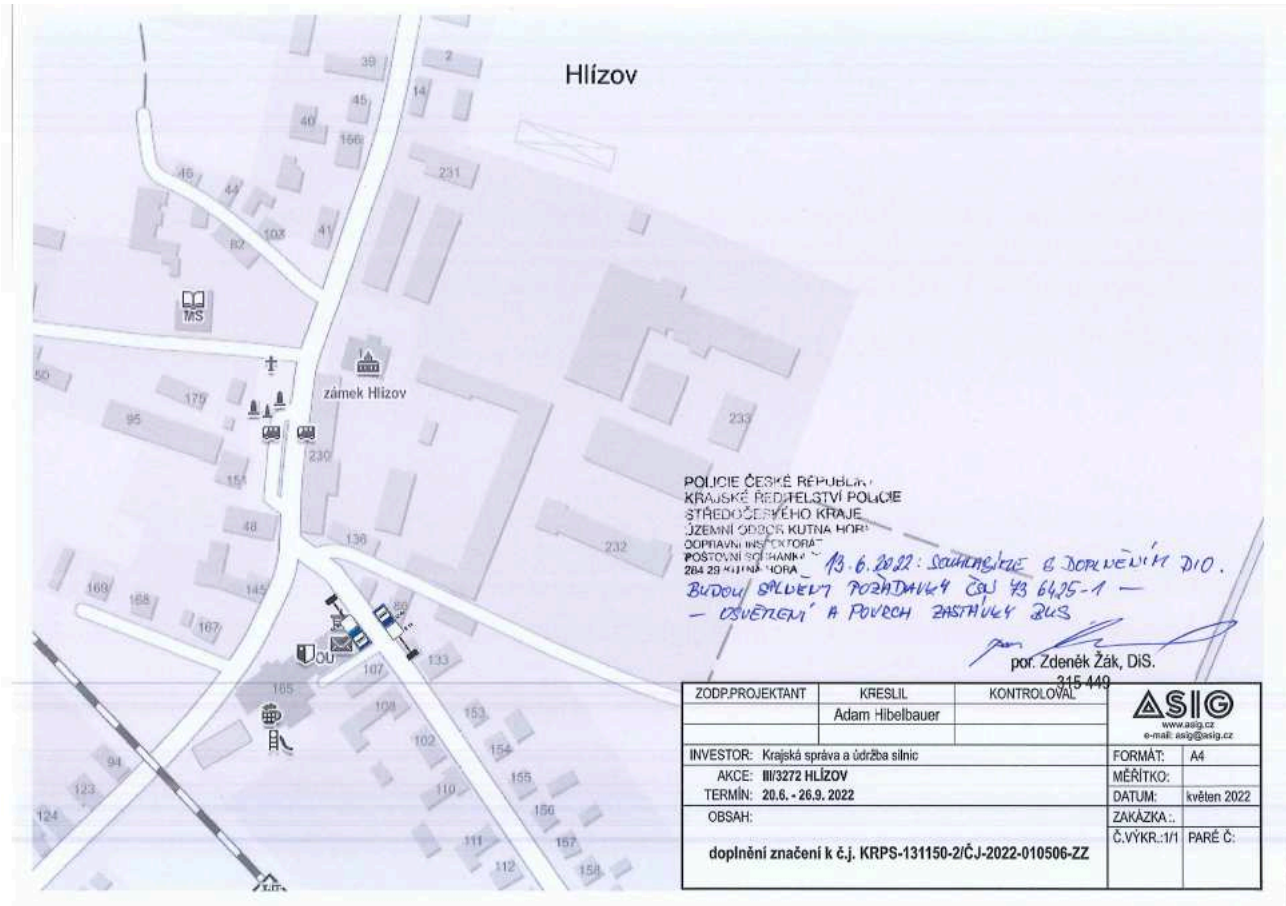 Hlízov
39
2
14
45
40
166
231
46
44
103
82
41
MŠ
zámek Hlízov
50
175
95
233
151
230
48
136
232
145
169
168
167
80
OÚ
107
133
165
108
153
102
154
94
155
123
110
156
124
111
157
112
158
POLICIE ČESKÉ REPUBLIKY
KRAJSKÉ ŘEDITELSTVÍ POLICIE
STŘEDOČESKÉHO KRAJE
ÚZEMNÍ ODBOR KUTNÁ HORA
DOPRAVNÍ INSPEKTORÁT
POŠTOVNÍ SCHRÁNKA
284 29 KUTNÁ HORA
13.6.2022: SOUHLASÍME S DOPLNĚNÍM DIO.
BUDOU SPLNĚNY POŽADAVKY ČSN 73 6425-1 —
— OSVĚTLENÍ A POVRCH ZASTÁVKY BUS
por. Zdeněk Žák, DiS.
315 449
ZODP.PROJEKTANT KRESLIL KONTROLOVAL
Adam Hibelbauer
ASIG
www.asig.cz
e-mail: asig@asig.cz
INVESTOR: Krajská správa a údržba silnic
AKCE: III/3272 HLÍZOV
TERMÍN: 20.6. - 26.9. 2022
OBSAH:
doplnění značení k č.j. KRPS-131150-2/ČJ-2022-010506-ZZ
FORMÁT: A4
MĚŘÍTKO:
DATUM: květen 2022
ZAKÁZKA :.
Č.VÝKR.:1/1 PARÉ Č: